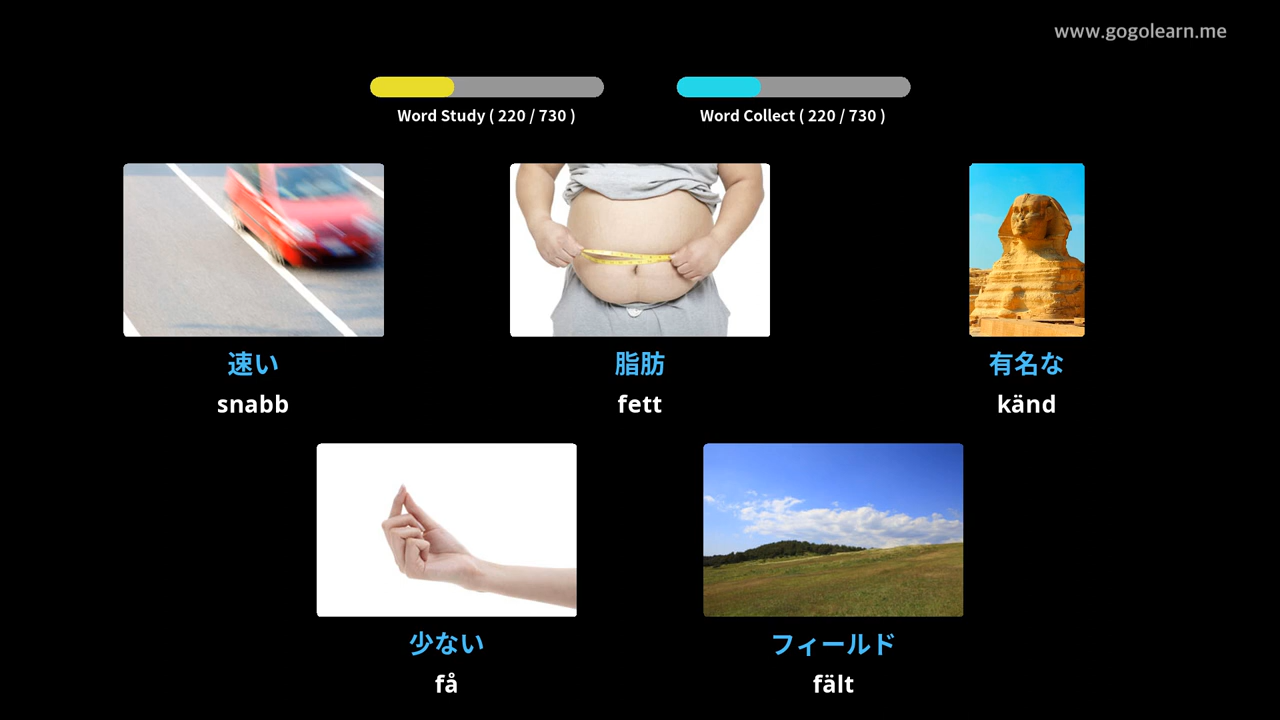 www.gogolearn.me
Word Study ( 220 / 730 )
Word Collect ( 220 / 730 )
速い
snabb
脂肪
fett
有名な
känd
少ない
få
フィールド
fält